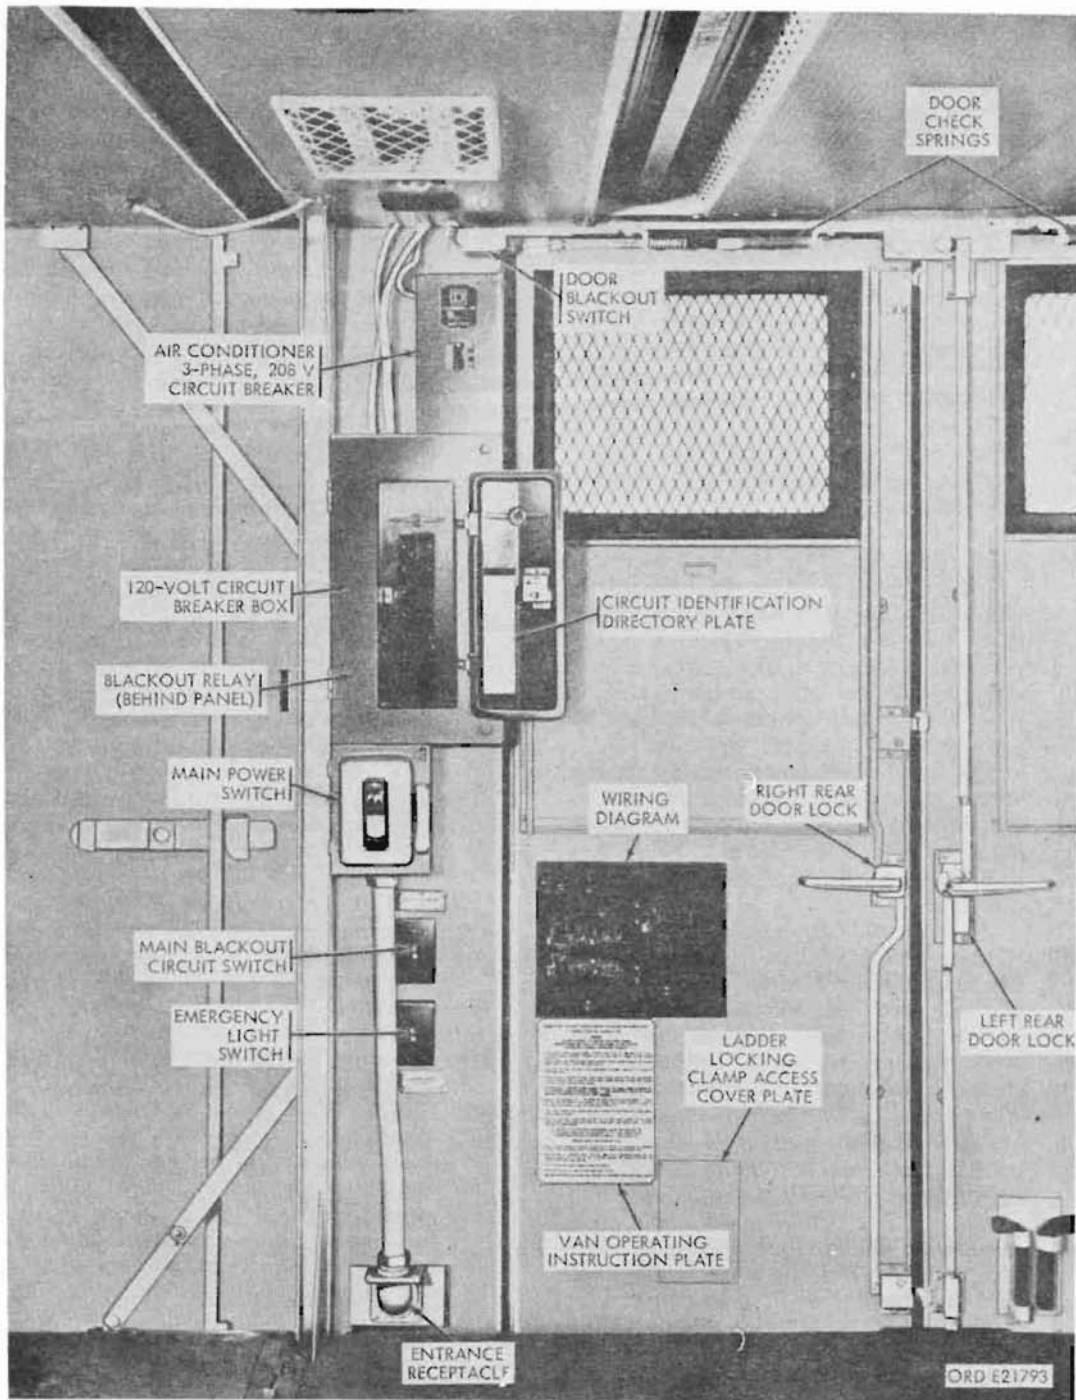 DOOR
CHECK
SPRINGS
DOOR
BLACKOUT
SWITCH
AIR CONDITIONER
3-PHASE, 208 V
CIRCUIT BREAKER
120-VOLT CIRCUIT
BREAKER BOX
CIRCUIT IDENTIFICATION
DIRECTORY PLATE
BLACKOUT RELAY
(BEHIND PANEL)
MAIN POWER
SWITCH
WIRING
DIAGRAM
RIGHT REAR
DOOR LOCK
MAIN BLACKOUT
CIRCUIT SWITCH
EMERGENCY
LIGHT
SWITCH
LADDER
LOCKING
CLAMP ACCESS
COVER PLATE
LEFT REAR
DOOR LOCK
VAN OPERATING
INSTRUCTION PLATE
ENTRANCE
RECEPTACLE
ORD E21793